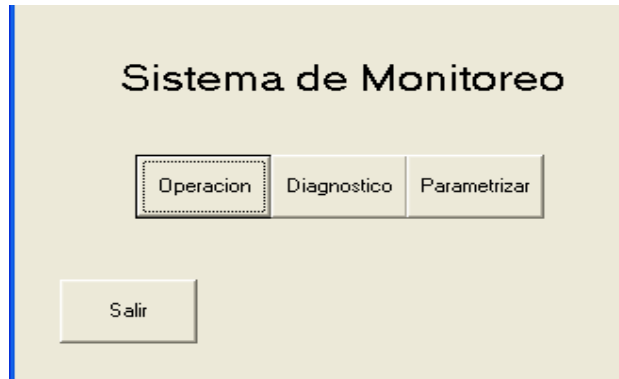 Sistema de Monitoreo
Operacion Diagnostico Parametrizar
Salir